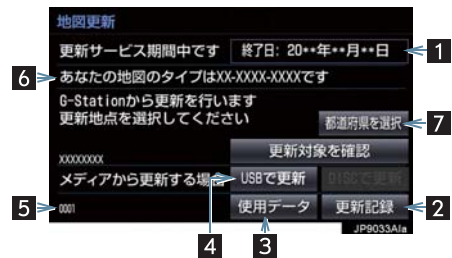 地図更新
更新サービス期間中です 終了日: 20**年**月**日 1
6 あなたの地図のタイプはXX-XXXX-XXXXです
G-Stationから更新を行います
更新地点を選択してください 都道府県を選択 7
更新対象を確認
XXXXXXXX
メディアから更新する場合 USBで更新 DISCで更新
5 0001 使用データ 更新記録 2
JP9033AIa
4 3